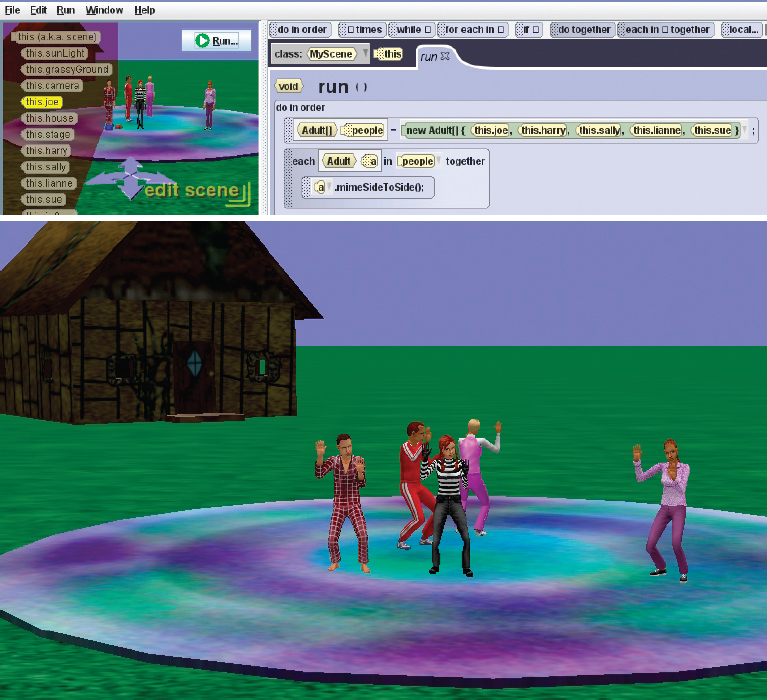 File Edit Run Window Help
do in order □ times while □ for each in □ if □ do together each in □ together local...
this (a.k.a. scene)
this.sunLight
this.grassyGround
this.camera
this.joe
this.house
this.stage
this.harry
this.sally
this.lianne
this.sue
Run...
edit scene
class: MyScene this run
void run ( )
do in order
Adult[] people = new Adult[] { this.joe, this.harry, this.sally, this.lianne, this.sue } ;
each Adult a in people together
a .mimeSideToSide();